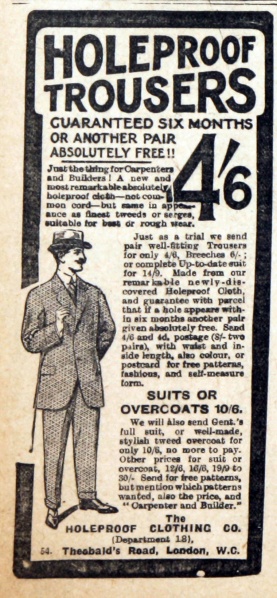 HOLEPROOF
TROUSERS
GUARANTEED SIX MONTHS
OR ANOTHER PAIR
ABSOLUTELY FREE!!
4/6
Just the thing for Carpenters
and Builders! A new and
most remarkable absolutely
holeproof cloth—not com-
mon cord—but same in appear-
ance as finest tweeds or serges,
suitable for best or rough wear.
Just as a trial we send
pair well-fitting Trousers
for only 4/6, Breeches 6/-;
or complete Up-to-date suit
for 14/9. Made from our
remarkable newly-dis-
covered Holeproof Cloth,
and guarantee with parcel
that if a hole appears with-
in six months another pair
given absolutely free. Send
4/6 and 4d. postage (8/- two
pairs), with waist and in-
side length, also colour, or
postcard for free patterns,
fashions, and self-measure
form.
SUITS OR
OVERCOATS 10/6.
We will also send Gent.'s
full suit, or well-made,
stylish tweed overcoat for
only 10/6, no more to pay.
Other prices for suit or
overcoat, 12/6, 16/6, 19/9 to
30/- Send for free patterns,
but mention which patterns
wanted, also the price, and
"Carpenter and Builder."
The
HOLEPROOF CLOTHING CO.
(Department 18),
54. Theobald's Road, London, W.C.